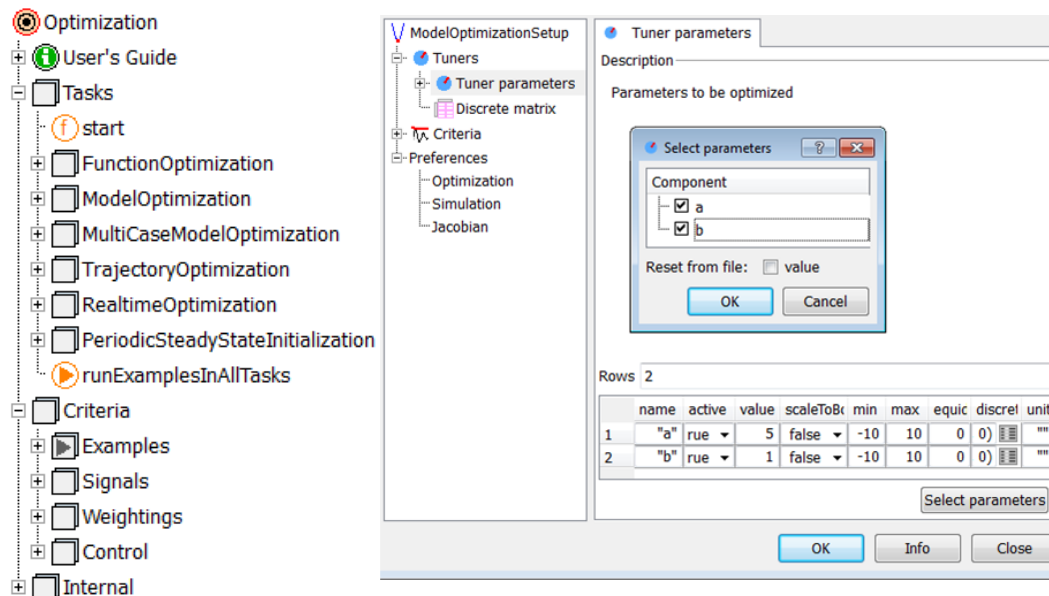 Optimization
User's Guide
Tasks
start
FunctionOptimization
ModelOptimization
MultiCaseModelOptimization
TrajectoryOptimization
RealtimeOptimization
PeriodicSteadyStateInitialization
runExamplesInAllTasks
Criteria
Examples
Signals
Weightings
Control
Internal
ModelOptimizationSetup
Tuners
Tuner parameters
Discrete matrix
Criteria
Preferences
Optimization
Simulation
Jacobian
Tuner parameters
Description
Parameters to be optimized
Select parameters
Component
a
b
Reset from file: value
OK Cancel
Rows 2
name active value scaleToBo min max equic discret unit
1 "a" rue 5 false -10 10 0 0) ""
2 "b" rue 1 false -10 10 0 0) ""
Select parameters
OK Info Close